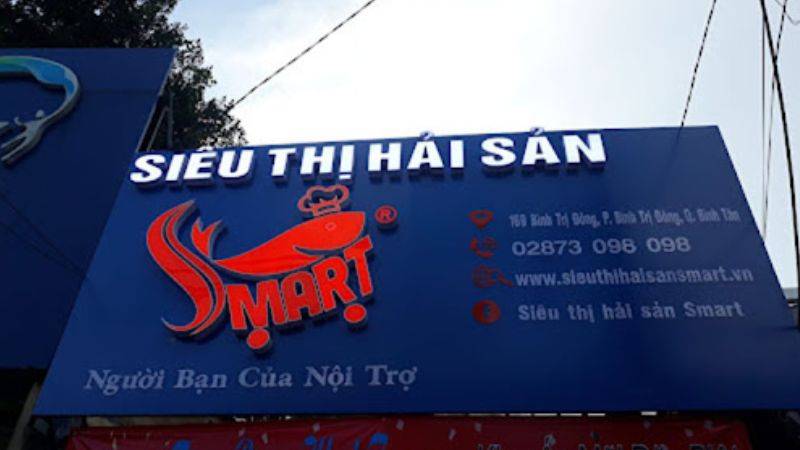 SIÊU THỊ HẢI SẢN
SMART®
Người Bạn Của Nội Trợ
169 Bình Trị Đông, P. Bình Trị Đông, Q. Bình Tân
02873 098 098
www.sieuthihaisansmart.vn
Siêu thị hải sản Smart